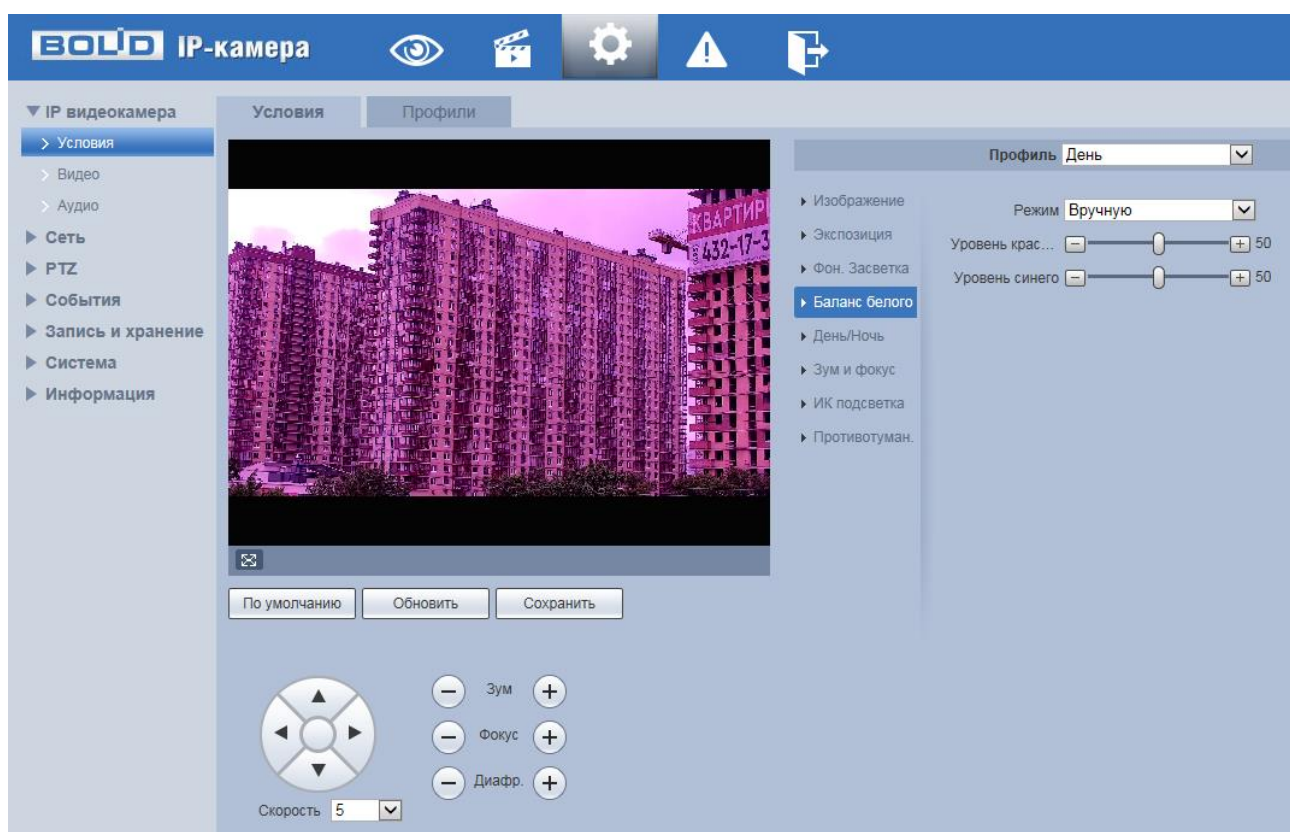 BOLID IP-камера
IP видеокамера
Условия
Видео
Аудио
Сеть
PTZ
События
Запись и хранение
Система
Информация
Условия Профили
КВАРТИР
432-17-3
По умолчанию Обновить Сохранить
Зум
Фокус
Диафр.
Скорость 5
Профиль День
Изображение
Экспозиция
Фон. Засветка
Баланс белого
День/Ночь
Зум и фокус
ИК подсветка
Противотуман.
Режим Вручную
Уровень крас... 50
Уровень синего 50